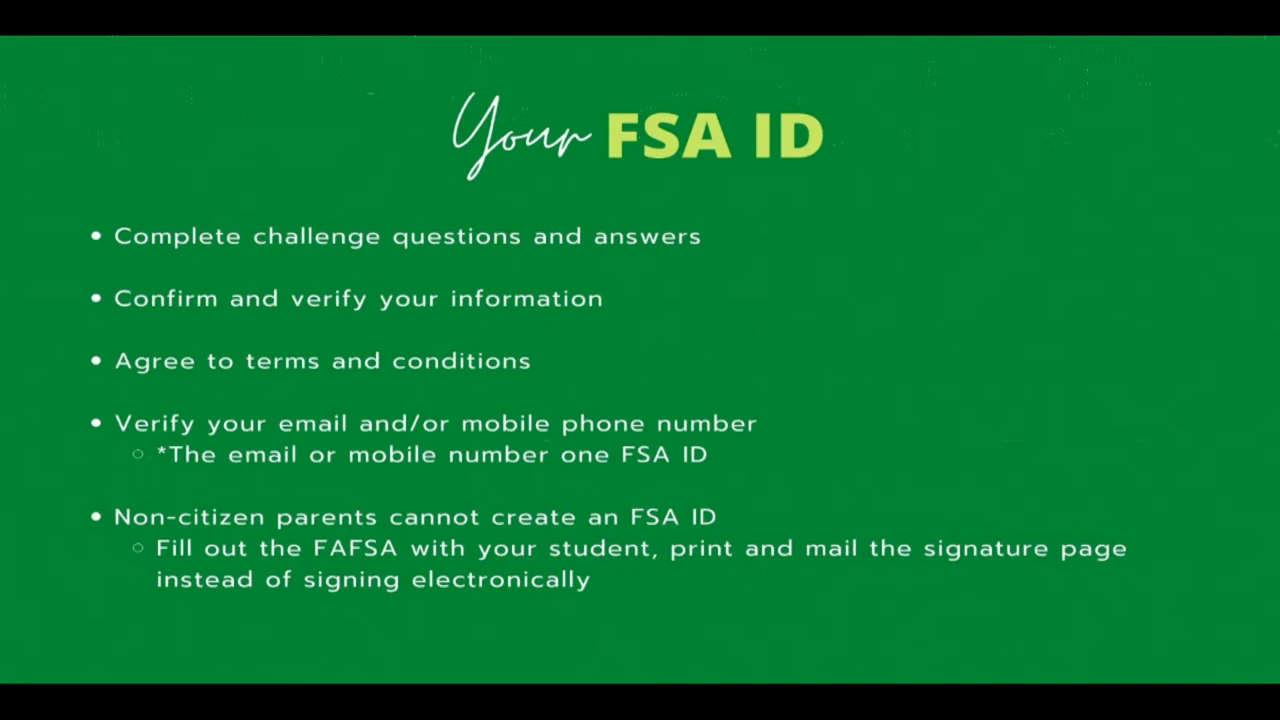 Your FSA ID
• Complete challenge questions and answers
• Confirm and verify your information
• Agree to terms and conditions
• Verify your email and/or mobile phone number
◦ *The email or mobile number one FSA ID
• Non-citizen parents cannot create an FSA ID
◦ Fill out the FAFSA with your student, print and mail the signature page
instead of signing electronically